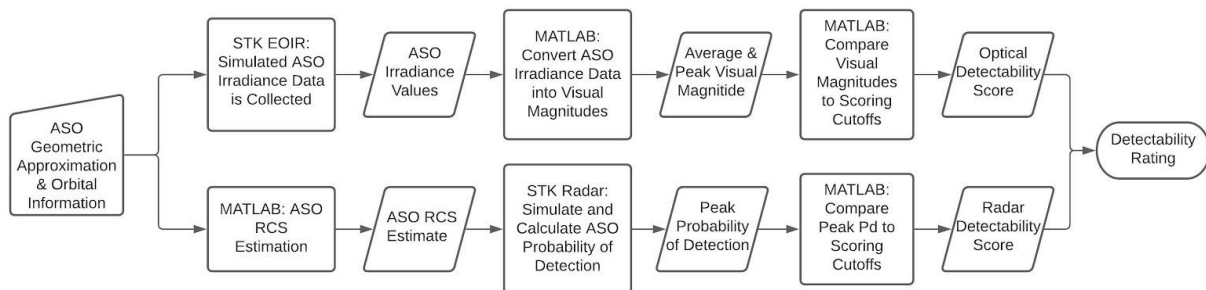 ASO
Geometric
Approximation
& Orbital
Information
STK EOIR:
Simulated ASO
Irradiance Data
is Collected
ASO
Irradiance
Values
MATLAB:
Convert ASO
Irradiance Data
into Visual
Magnitudes
Average &
Peak Visual
Magnitide
MATLAB:
Compare
Visual
Magnitudes
to Scoring
Cutoffs
Optical
Detectability
Score
MATLAB: ASO
RCS
Estimation
ASO RCS
Estimate
STK Radar:
Simulate and
Calculate ASO
Probability of
Detection
Peak
Probability
of Detection
MATLAB:
Compare
Peak Pd to
Scoring
Cutoffs
Radar
Detectability
Score
Detectability
Rating